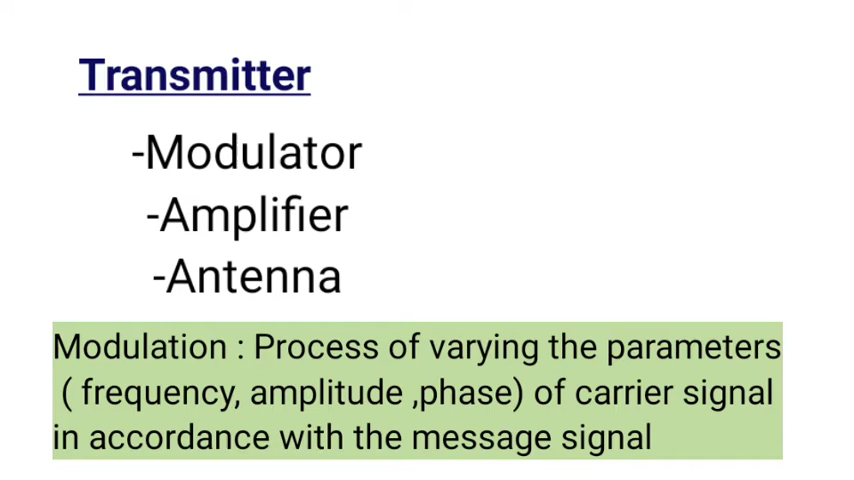 Transmitter
-Modulator
-Amplifier
-Antenna
Modulation : Process of varying the parameters
( frequency, amplitude ,phase) of carrier signal
in accordance with the message signal